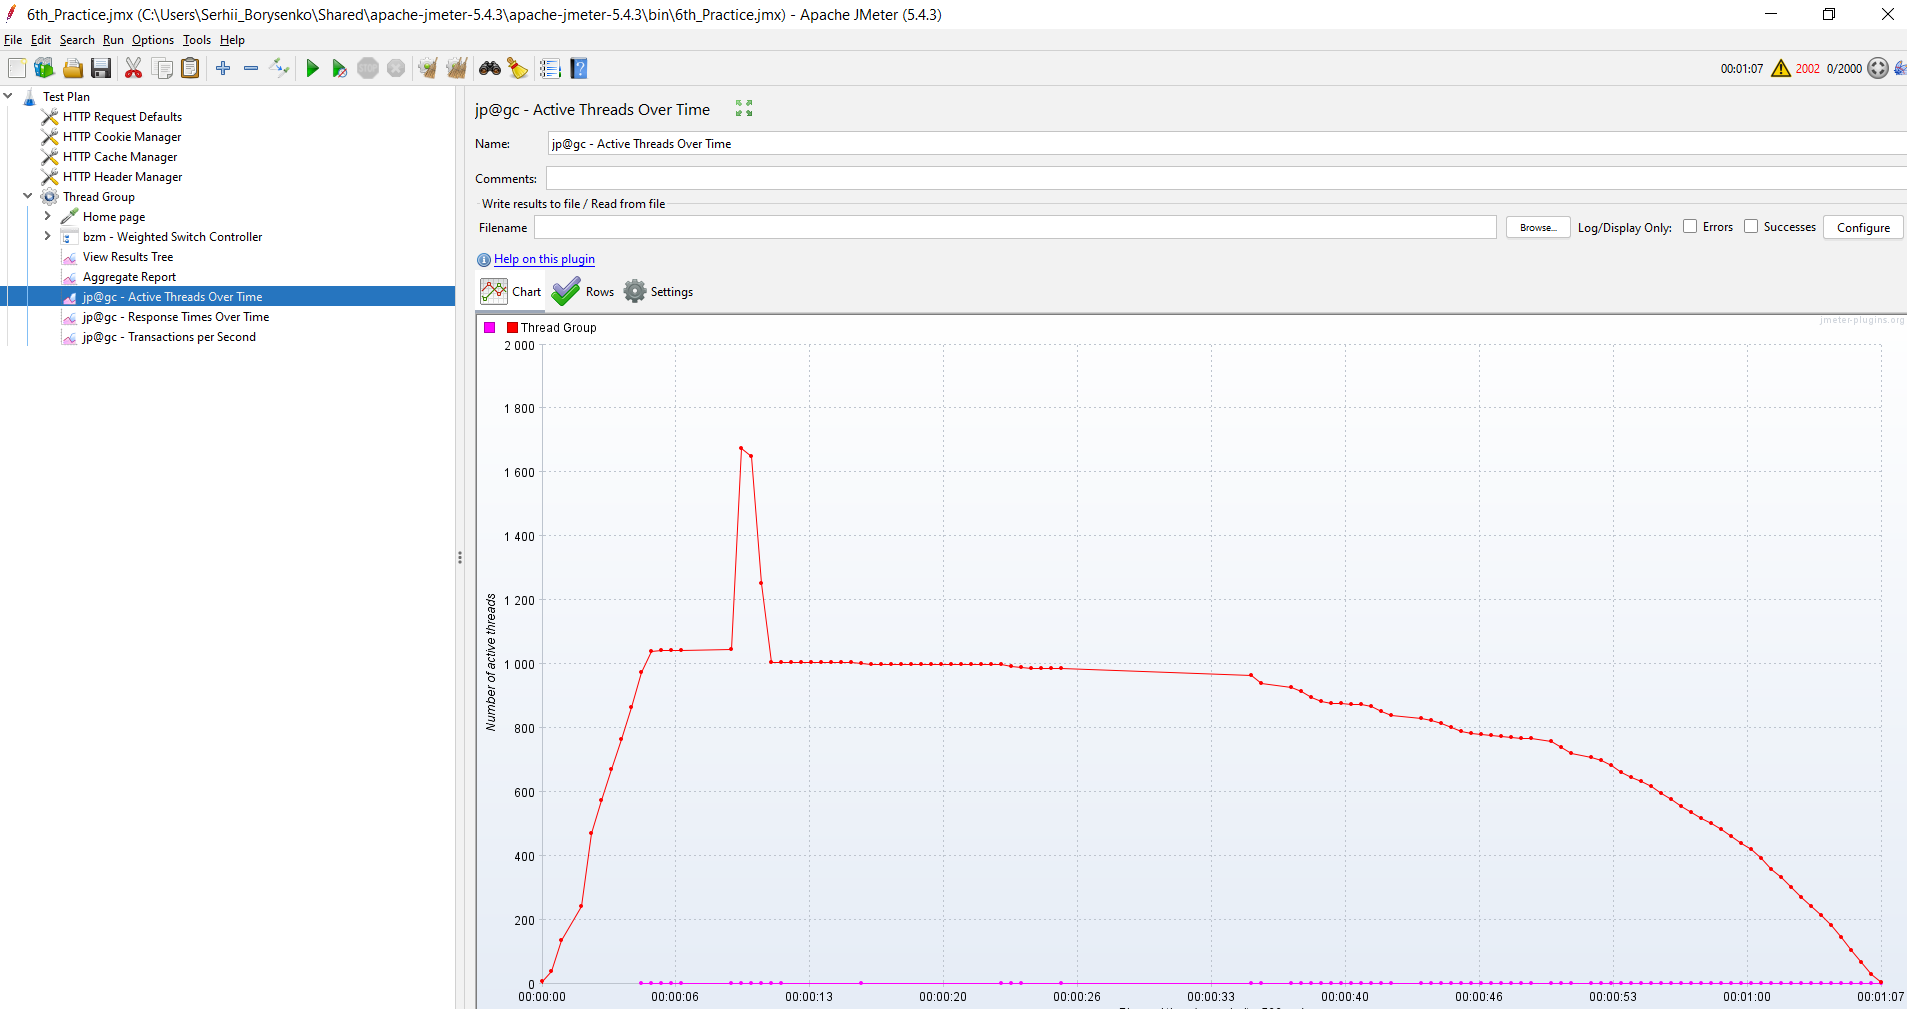 6th_Practice.jmx (C:\Users\Serhii_Borysenko\Shared\apache-jmeter-5.4.3\apache-jmeter-5.4.3\bin\6th_Practice.jmx) - Apache JMeter (5.4.3)
File Edit Search Run Options Tools Help
STOP
00:01:07 2002 0/2000
Test Plan
HTTP Request Defaults
HTTP Cookie Manager
HTTP Cache Manager
HTTP Header Manager
Thread Group
Home page
bzm - Weighted Switch Controller
View Results Tree
Aggregate Report
jp@gc - Active Threads Over Time
jp@gc - Response Times Over Time
jp@gc - Transactions per Second
jp@gc - Active Threads Over Time
Name: jp@gc - Active Threads Over Time
Comments:
Write results to file / Read from file
Filename Browse... Log/Display Only: Errors Successes Configure
Help on this plugin
Chart Rows Settings
Thread Group
jmeter-plugins.org
Number of active threads
2 000
1 800
1 600
1 400
1 200
1 000
800
600
400
200
0
00:00:00 00:00:06 00:00:13 00:00:20 00:00:26 00:00:33 00:00:40 00:00:46 00:00:53 00:01:00 00:01:07